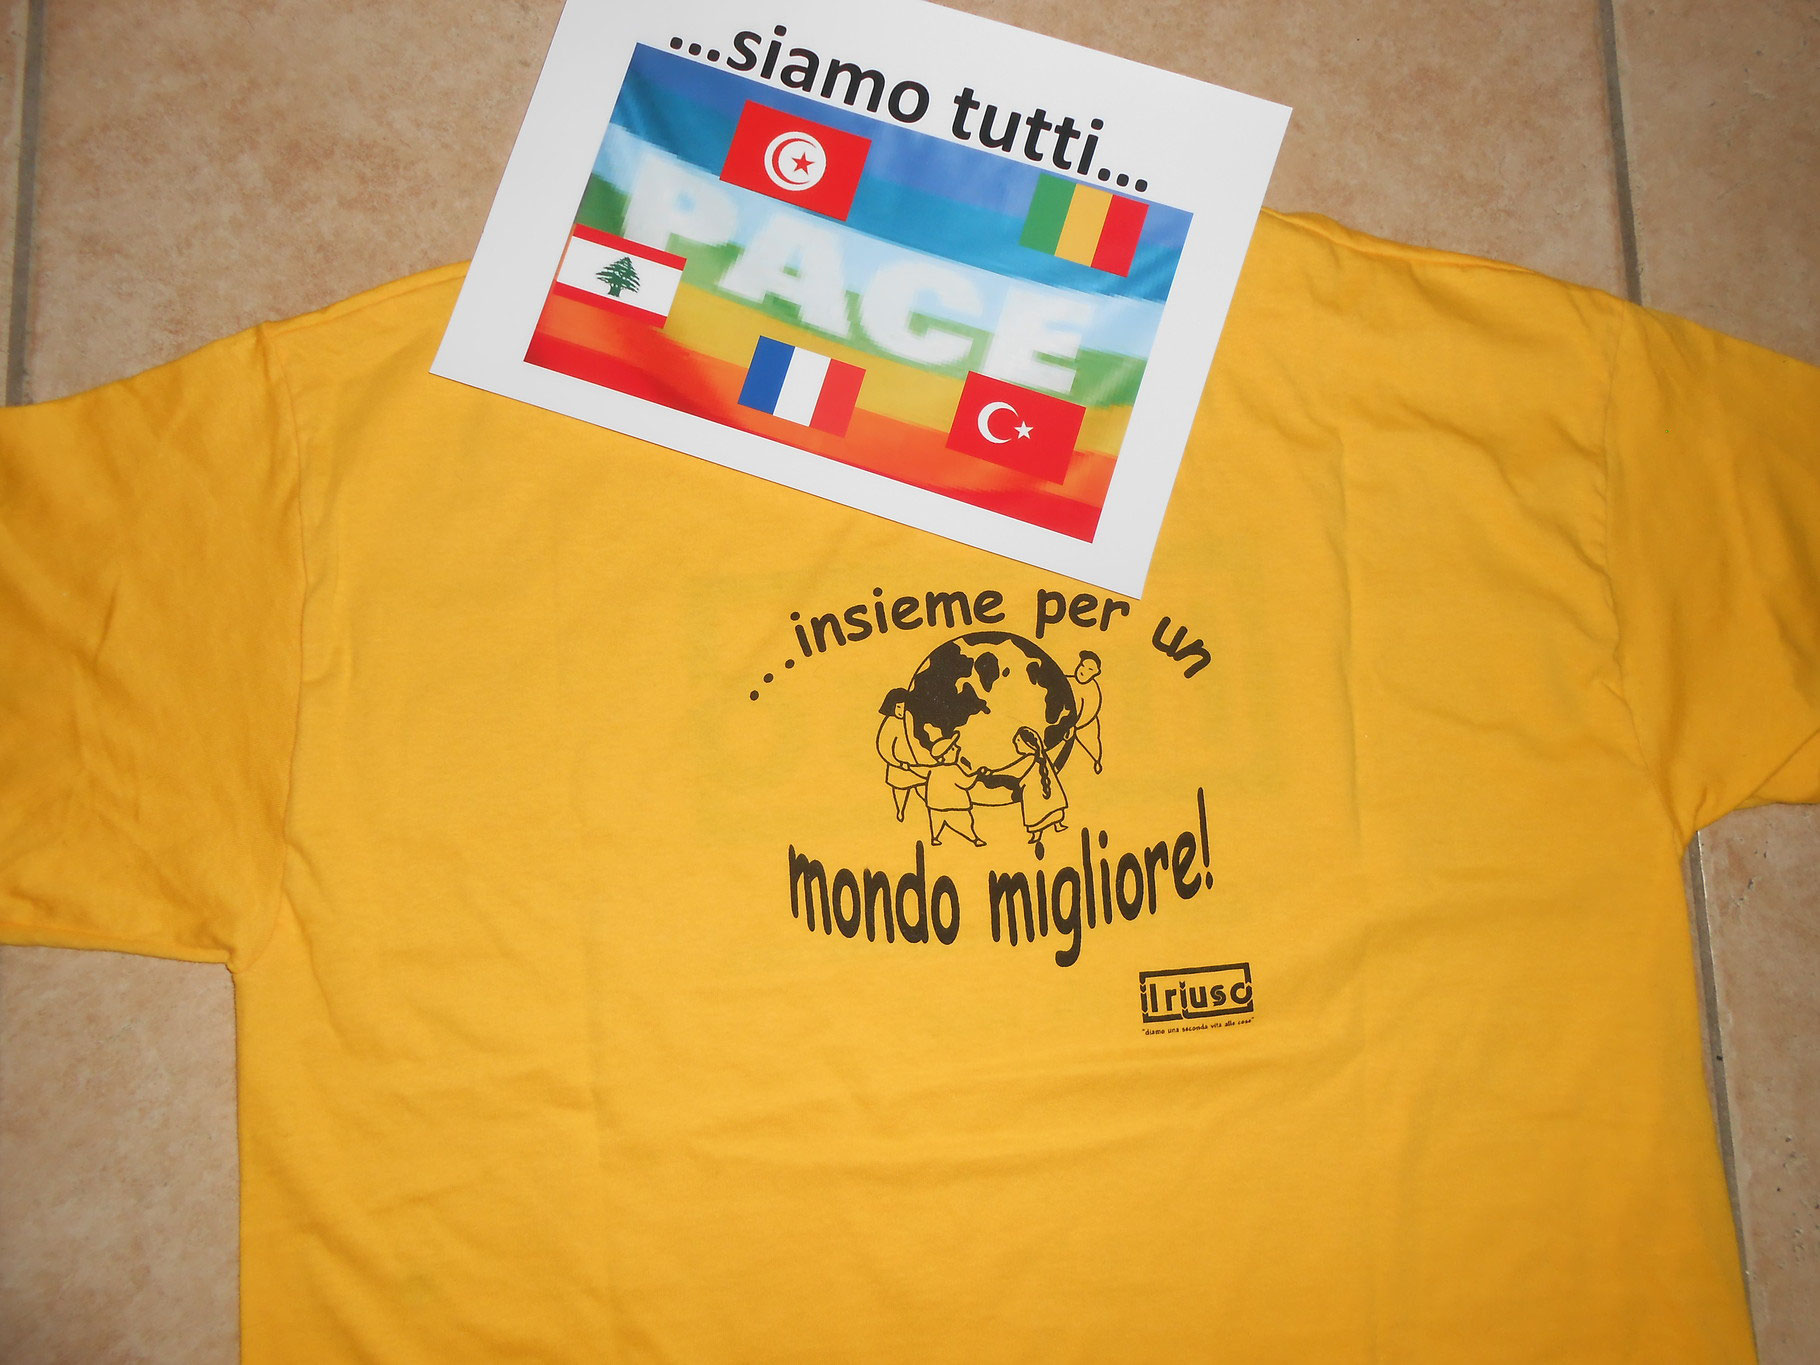 ...siamo tutti...
PACE
...insieme per un
mondo migliore!
il riuso
"diamo una seconda vita alle cose"